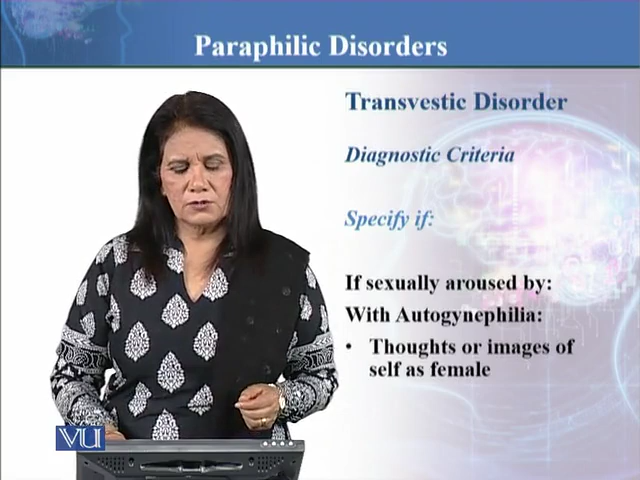 Paraphilic Disorders
Transvestic Disorder
Diagnostic Criteria
Specify if:
If sexually aroused by:
With Autogynephilia:
• Thoughts or images of
self as female
VU